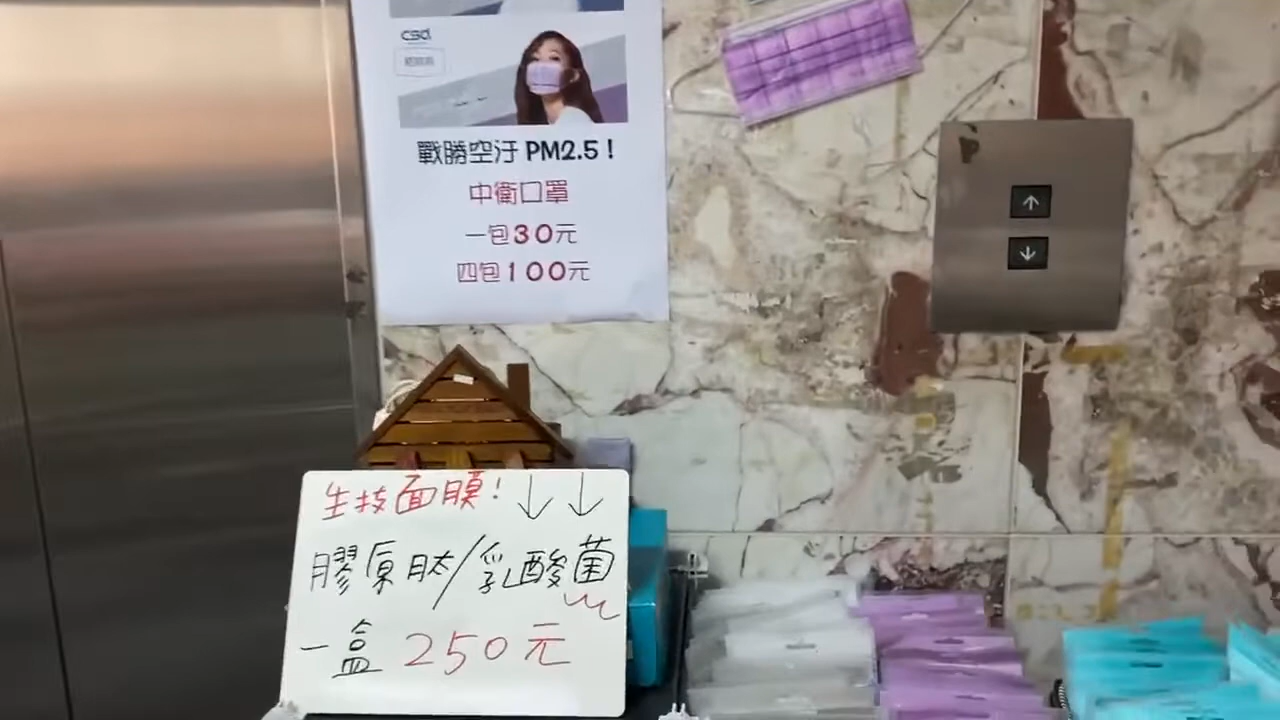 CSD
戰勝空汙 PM2.5！
中衛口罩
一包30元
四包100元
生技面膜！↓↓
膠原肽/乳酸菌
一盒 250元